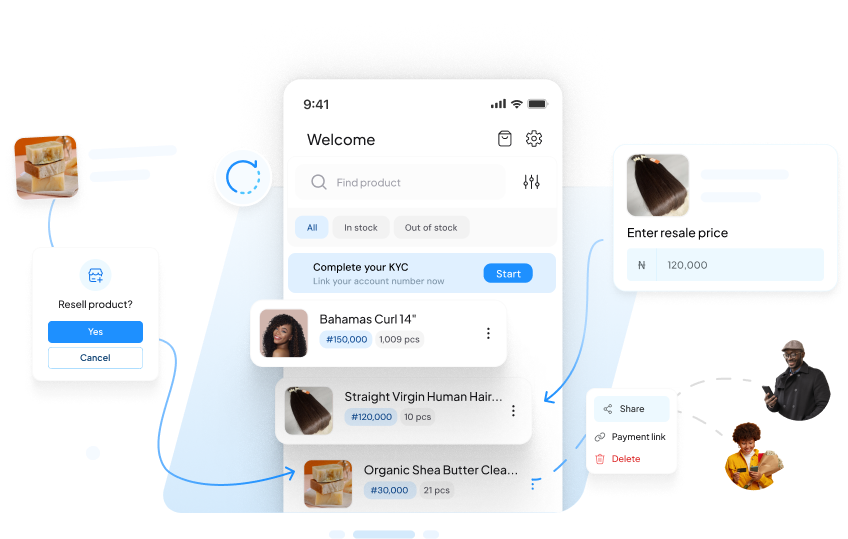 9:41
Welcome
Find product
All
In stock
Out of stock
Complete your KYC
Link your account number now
Start
Bahamas Curl 14"
#150,000
1,009 pcs
Straight Virgin Human Hair...
#120,000
10 pcs
Organic Shea Butter Clea...
#30,000
21 pcs
Resell product?
Yes
Cancel
Enter resale price
₦ 120,000
Share
Payment link
Delete